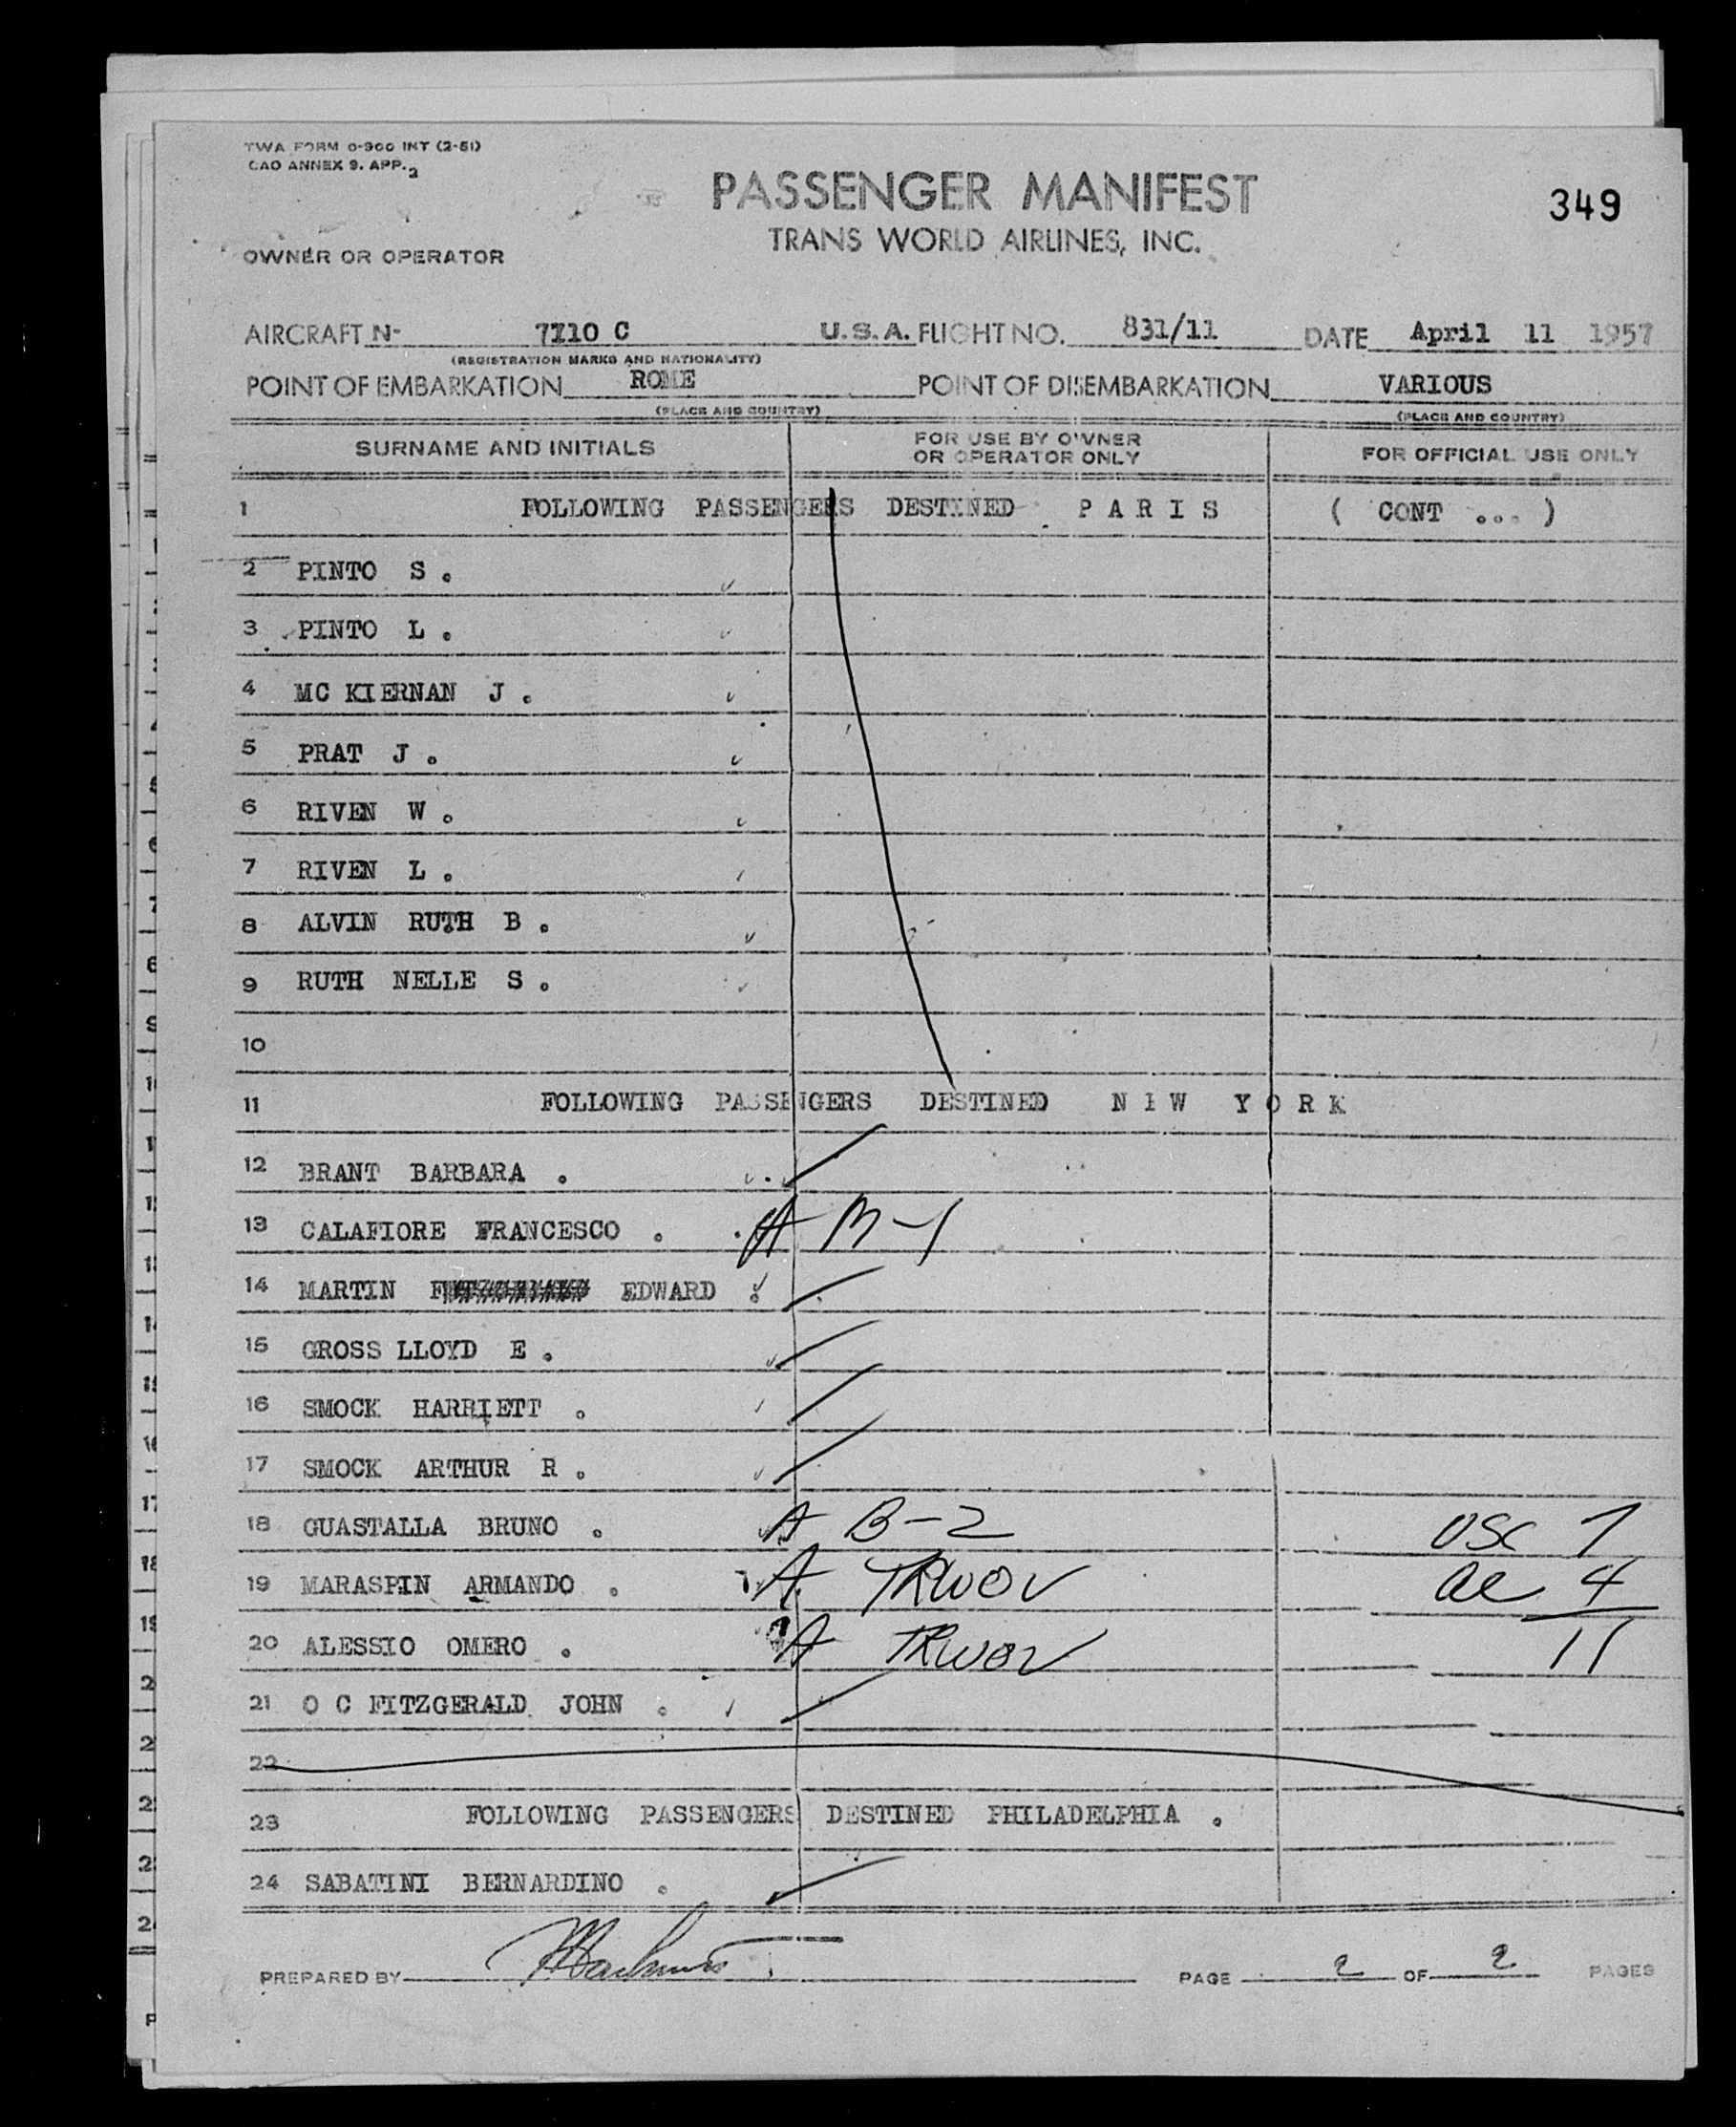 TWA FORM 0-900 INT (2-51)
CAO ANNEX 9. APP. 2
PASSENGER MANIFEST
349
TRANS WORLD AIRLINES, INC.
OWNER OR OPERATOR
AIRCRAFT N- 7110 C U.S.A. FLIGHT NO. 831/11 DATE April 11 1957
(REGISTRATION MARKS AND NATIONALITY)
POINT OF EMBARKATION ROME POINT OF DISEMBARKATION VARIOUS
(PLACE AND COUNTRY) (PLACE AND COUNTRY)
SURNAME AND INITIALS FOR USE BY OWNER OR OPERATOR ONLY FOR OFFICIAL USE ONLY
1 FOLLOWING PASSENGERS DESTINED PARIS ( CONT ... )
2 PINTO S.
3 PINTO L.
4 MC KIERNAN J.
5 PRAT J.
6 RIVEN W.
7 RIVEN L.
8 ALVIN RUTH B.
9 RUTH NELLE S.
10
11 FOLLOWING PASSENGERS DESTINED NEW YORK
12 BRANT BARBARA .
13 CALAFIORE FRANCESCO . A M-1
14 MARTIN EDWARD .
15 GROSS LLOYD E.
16 SMOCK HARRIETT .
17 SMOCK ARTHUR R.
18 GUASTALLA BRUNO . A B-2 USC 7
19 MARASPIN ARMANDO . A TRWOV al 4
20 ALESSIO OMERO . A TRWOV 11
21 O C FITZGERALD JOHN .
22
23 FOLLOWING PASSENGERS DESTINED PHILADELPHIA .
24 SABATINI BERNARDINO .
PREPARED BY PAGE 2 OF 2 PAGES